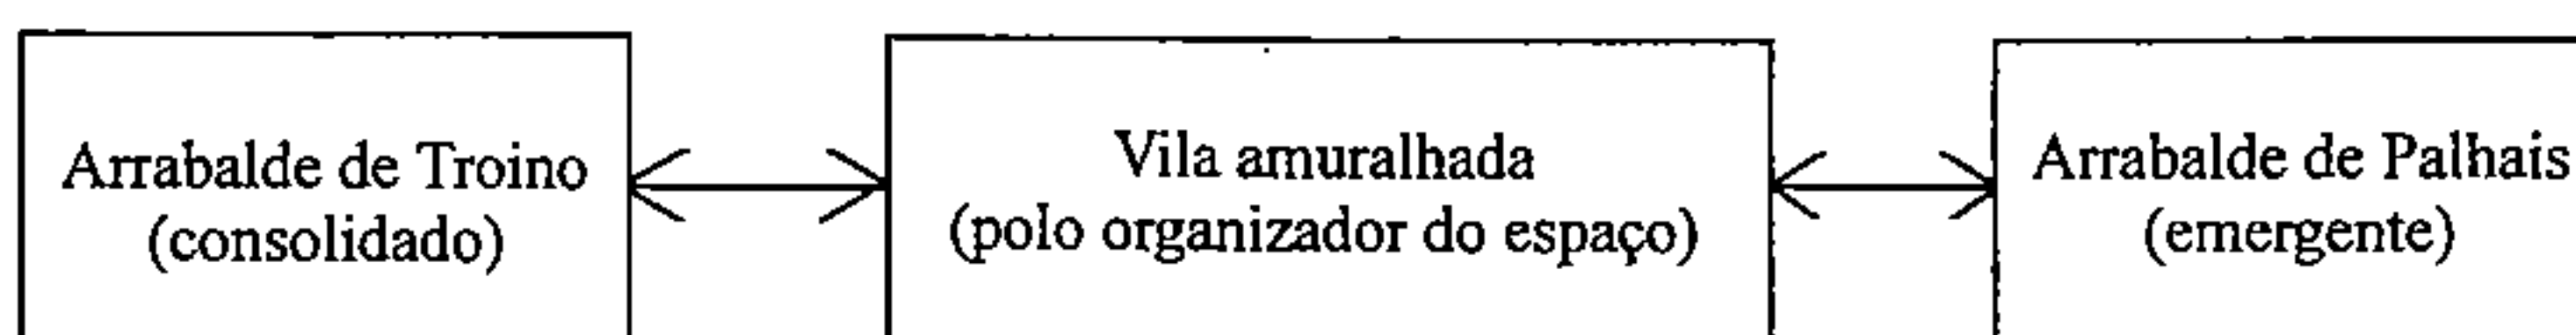 Arrabalde de Troino
(consolidado)
Vila amuralhada
(polo organizador do espaço)
Arrabalde de Palhais
(emergente)